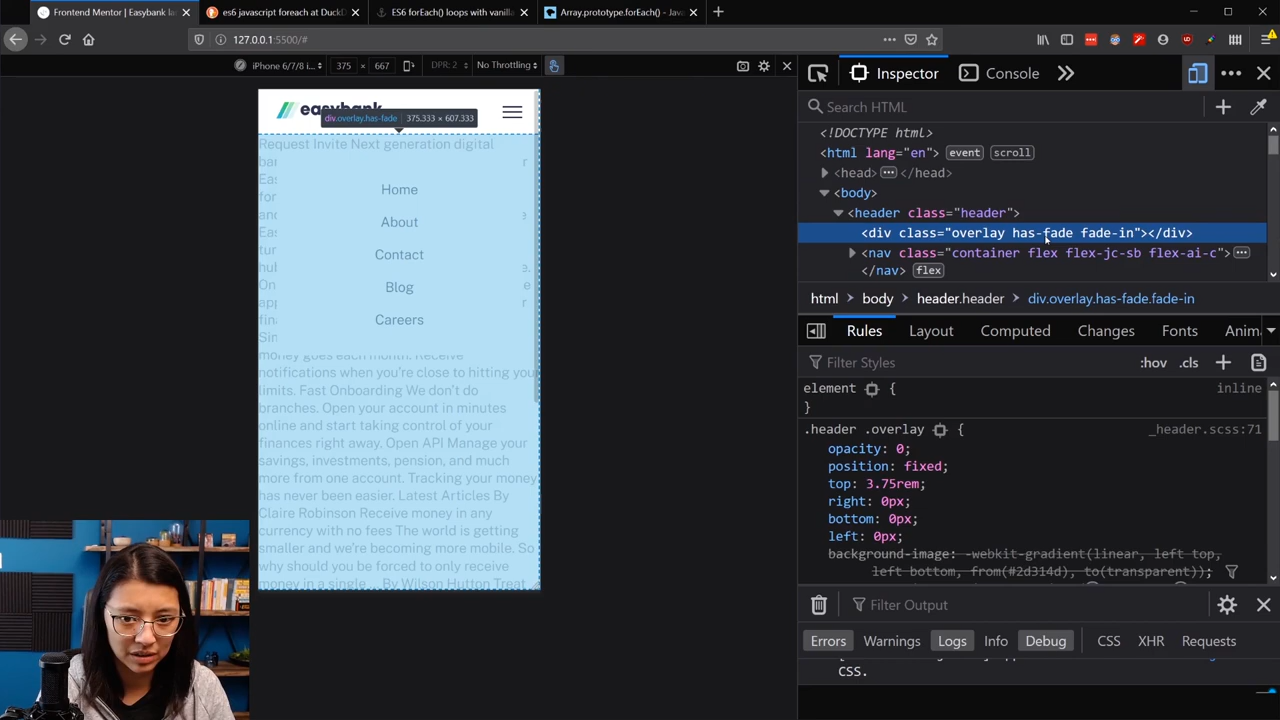 Frontend Mentor | Easybank la
es6 javascript foreach at DuckD
ES6 forEach() loops with vanilla
Array.prototype.forEach() - Java
127.0.0.1:5500/#
iPhone 6/7/8 i...
375 × 667
DPR: 2
No Throttling
easybank
div.overlay.has-fade | 375.333 × 607.333
Request Invite Next generation digital
Home
About
Contact
Blog
Careers
money goes each month. Receive
notifications when you're close to hitting your
limits. Fast Onboarding We don't do
branches. Open your account in minutes
online and start taking control of your
finances right away. Open API Manage your
savings, investments, pension, and much
more from one account. Tracking your money
has never been easier. Latest Articles By
Claire Robinson Receive money in any
currency with no fees The world is getting
smaller and we're becoming more mobile. So
why should you be forced to only receive
money in a single ... By Wilson Hutton Treat
Inspector
Console
Search HTML
<!DOCTYPE html>
<html lang="en"> event scroll
<head> ••• </head>
<body>
<header class="header">
<div class="overlay has-fade fade-in"></div>
<nav class="container flex flex-jc-sb flex-ai-c"> •••
</nav> flex
html > body > header.header > div.overlay.has-fade.fade-in
Rules
Layout
Computed
Changes
Fonts
Anim
Filter Styles
:hov .cls
element { inline
}
.header .overlay { _header.scss:71
opacity: 0;
position: fixed;
top: 3.75rem;
right: 0px;
bottom: 0px;
left: 0px;
background-image: -webkit-gradient(linear, left top,
left bottom, from(#2d314d), to(transparent));
Filter Output
Errors
Warnings
Logs
Info
Debug
CSS
XHR
Requests
CSS.